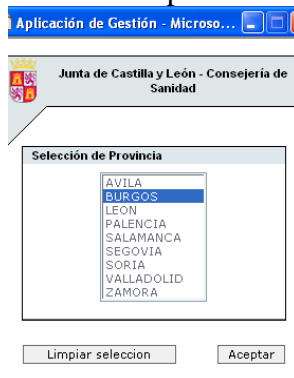 Aplicación de Gestión - Microso...
Junta de Castilla y León - Consejería de
Sanidad
Selección de Provincia
AVILA
BURGOS
LEON
PALENCIA
SALAMANCA
SEGOVIA
SORIA
VALLADOLID
ZAMORA
Limpiar seleccion
Aceptar